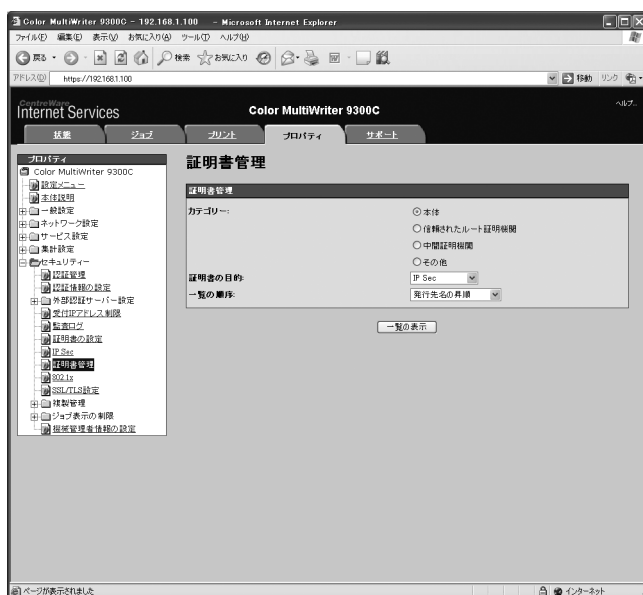 Color MultiWriter 9300C - 192.168.1.100 - Microsoft Internet Explorer
ファイル(F) 編集(E) 表示(V) お気に入り(A) ツール(T) ヘルプ(H)
戻る 検索 お気に入り
アドレス(D) https://192.168.1.100 移動 リンク
CentreWare
Internet Services
Color MultiWriter 9300C
ヘルプ..
状態 ジョブ プリント プロパティ サポート
プロパティ
Color MultiWriter 9300C
設定メニュー
本体説明
一般設定
ネットワーク設定
サービス設定
集計設定
セキュリティー
認証管理
認証情報の設定
外部認証サーバー設定
受付IPアドレス制限
監査ログ
証明書の設定
IP Sec
証明書管理
802.1x
SSL/TLS設定
複製管理
ジョブ表示の制限
機械管理者情報の設定
証明書管理
証明書管理
カテゴリー:
本体
信頼されたルート証明機関
中間証明機関
その他
証明書の目的: IP Sec
一覧の順序: 発行先名の昇順
一覧の表示
ページが表示されました インターネット